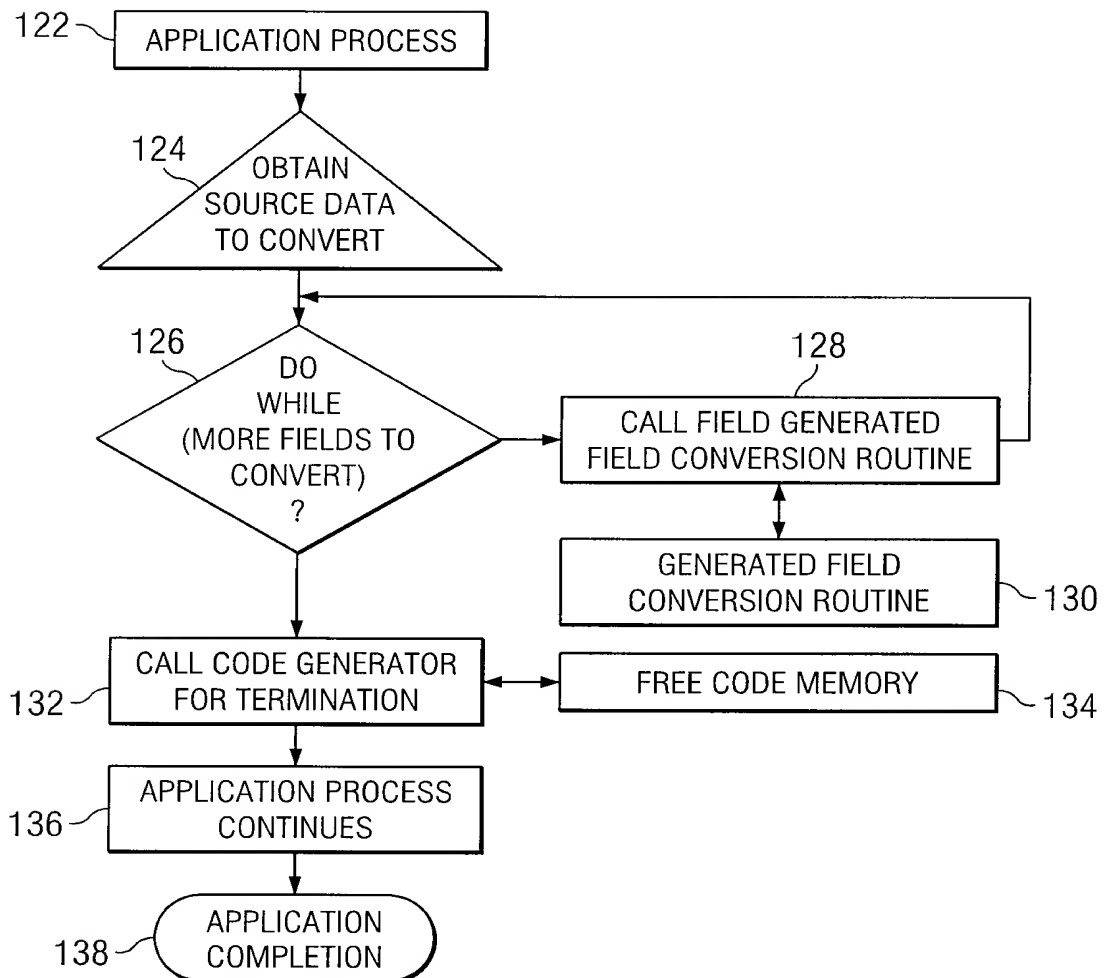 122
APPLICATION PROCESS
124
OBTAIN
SOURCE DATA
TO CONVERT
126
DO
WHILE
(MORE FIELDS TO
CONVERT)
?
128
CALL FIELD GENERATED
FIELD CONVERSION ROUTINE
GENERATED FIELD
CONVERSION ROUTINE
130
CALL CODE GENERATOR
FOR TERMINATION
132
FREE CODE MEMORY
134
APPLICATION PROCESS
CONTINUES
136
APPLICATION
COMPLETION
138